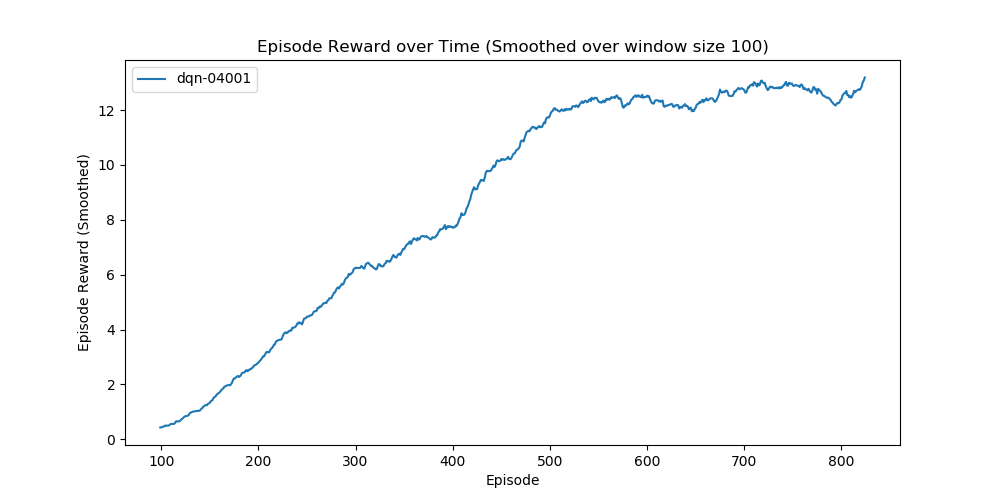 Episode Reward over Time (Smoothed over window size 100)
dqn-04001
Episode Reward (Smoothed)
12
10
8
6
4
2
0
100 200 300 400 500 600 700 800
Episode